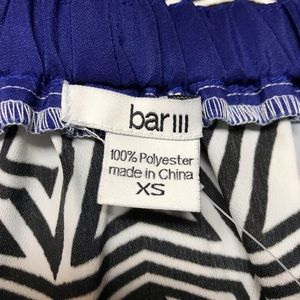 bar III
100% Polyester
made in China
XS